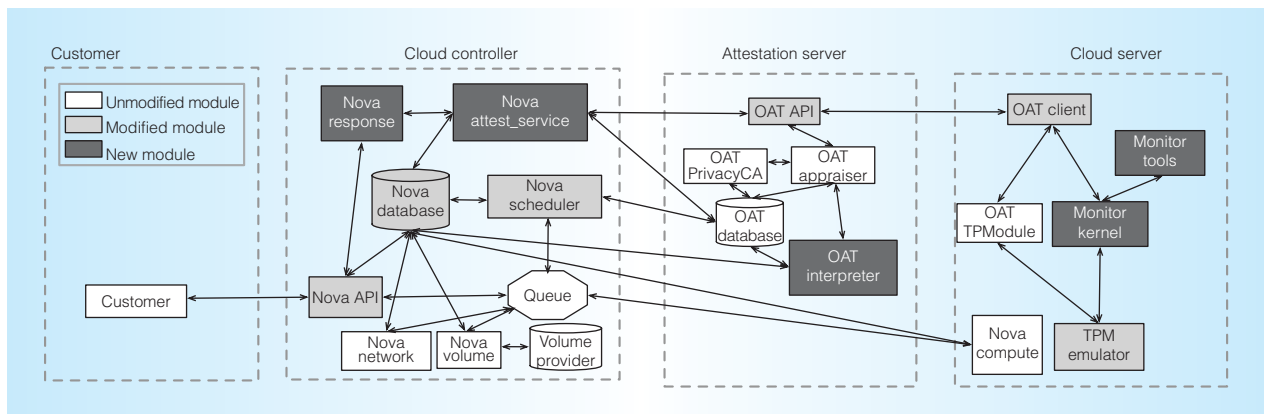 Customer
Cloud controller
Attestation server
Cloud server
Unmodified module
Modified module
New module
Nova
response
Nova
attest_service
OAT API
OAT client
Monitor
tools
OAT
PrivacyCA
OAT
appraiser
Nova
database
Nova
scheduler
OAT
database
OAT
TPModule
Monitor
kernel
OAT
interpreter
Customer
Nova API
Queue
Nova
network
Nova
volume
Volume
provider
Nova
compute
TPM
emulator